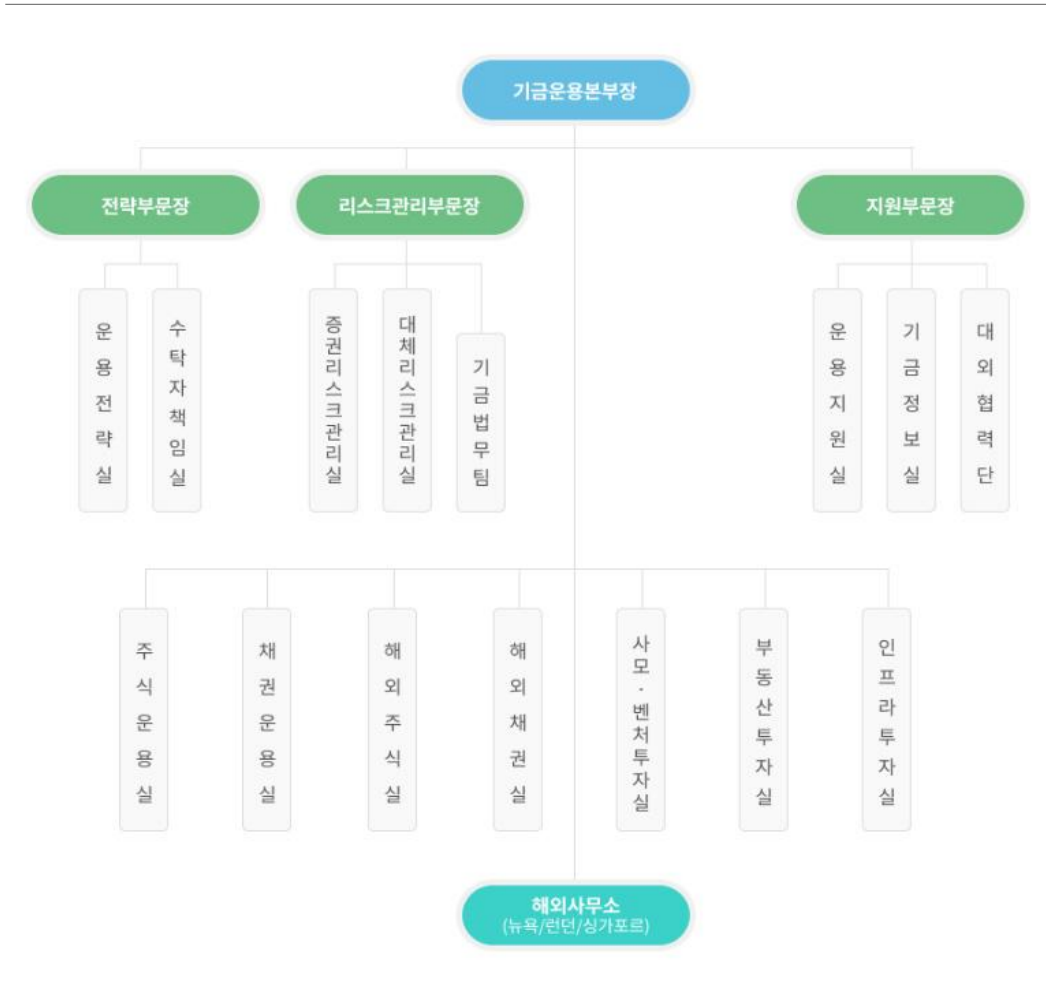 기금운용본부장
전략부문장
리스크관리부문장
지원부문장
운용전략실
수탁자책임실
증권리스크관리실
대체리스크관리실
기금법무팀
운용지원실
기금정보실
대외협력단
주식운용실
채권운용실
해외주식실
해외채권실
사모·벤처투자실
부동산투자실
인프라투자실
해외사무소
(뉴욕/런던/싱가포르)